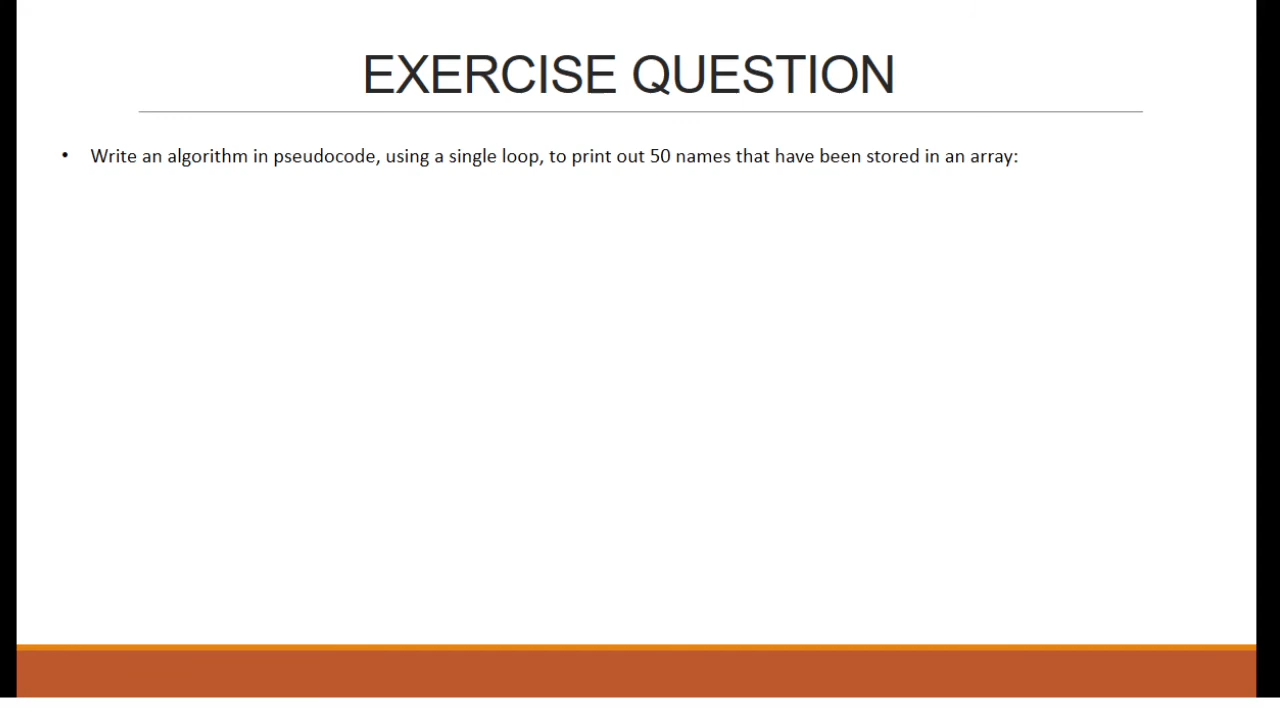 EXERCISE QUESTION
• Write an algorithm in pseudocode, using a single loop, to print out 50 names that have been stored in an array: